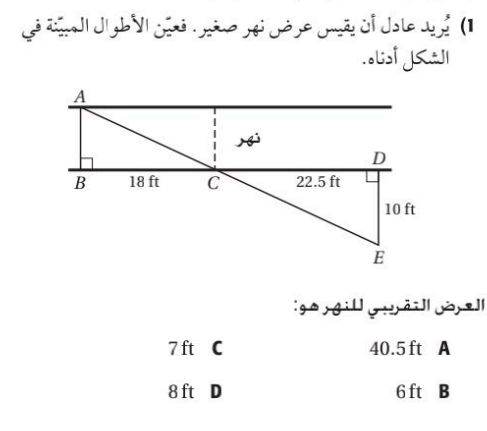 1) يُريد عادل أن يقيس عرض نهر صغير. فعيّن الأطوال المبيّنة في
الشكل أدناه.
A
نهر
D
B 18 ft C 22.5 ft
10 ft
E
العرض التقريبي للنهر هو:
40.5 ft A
7 ft C
6 ft B
8 ft D